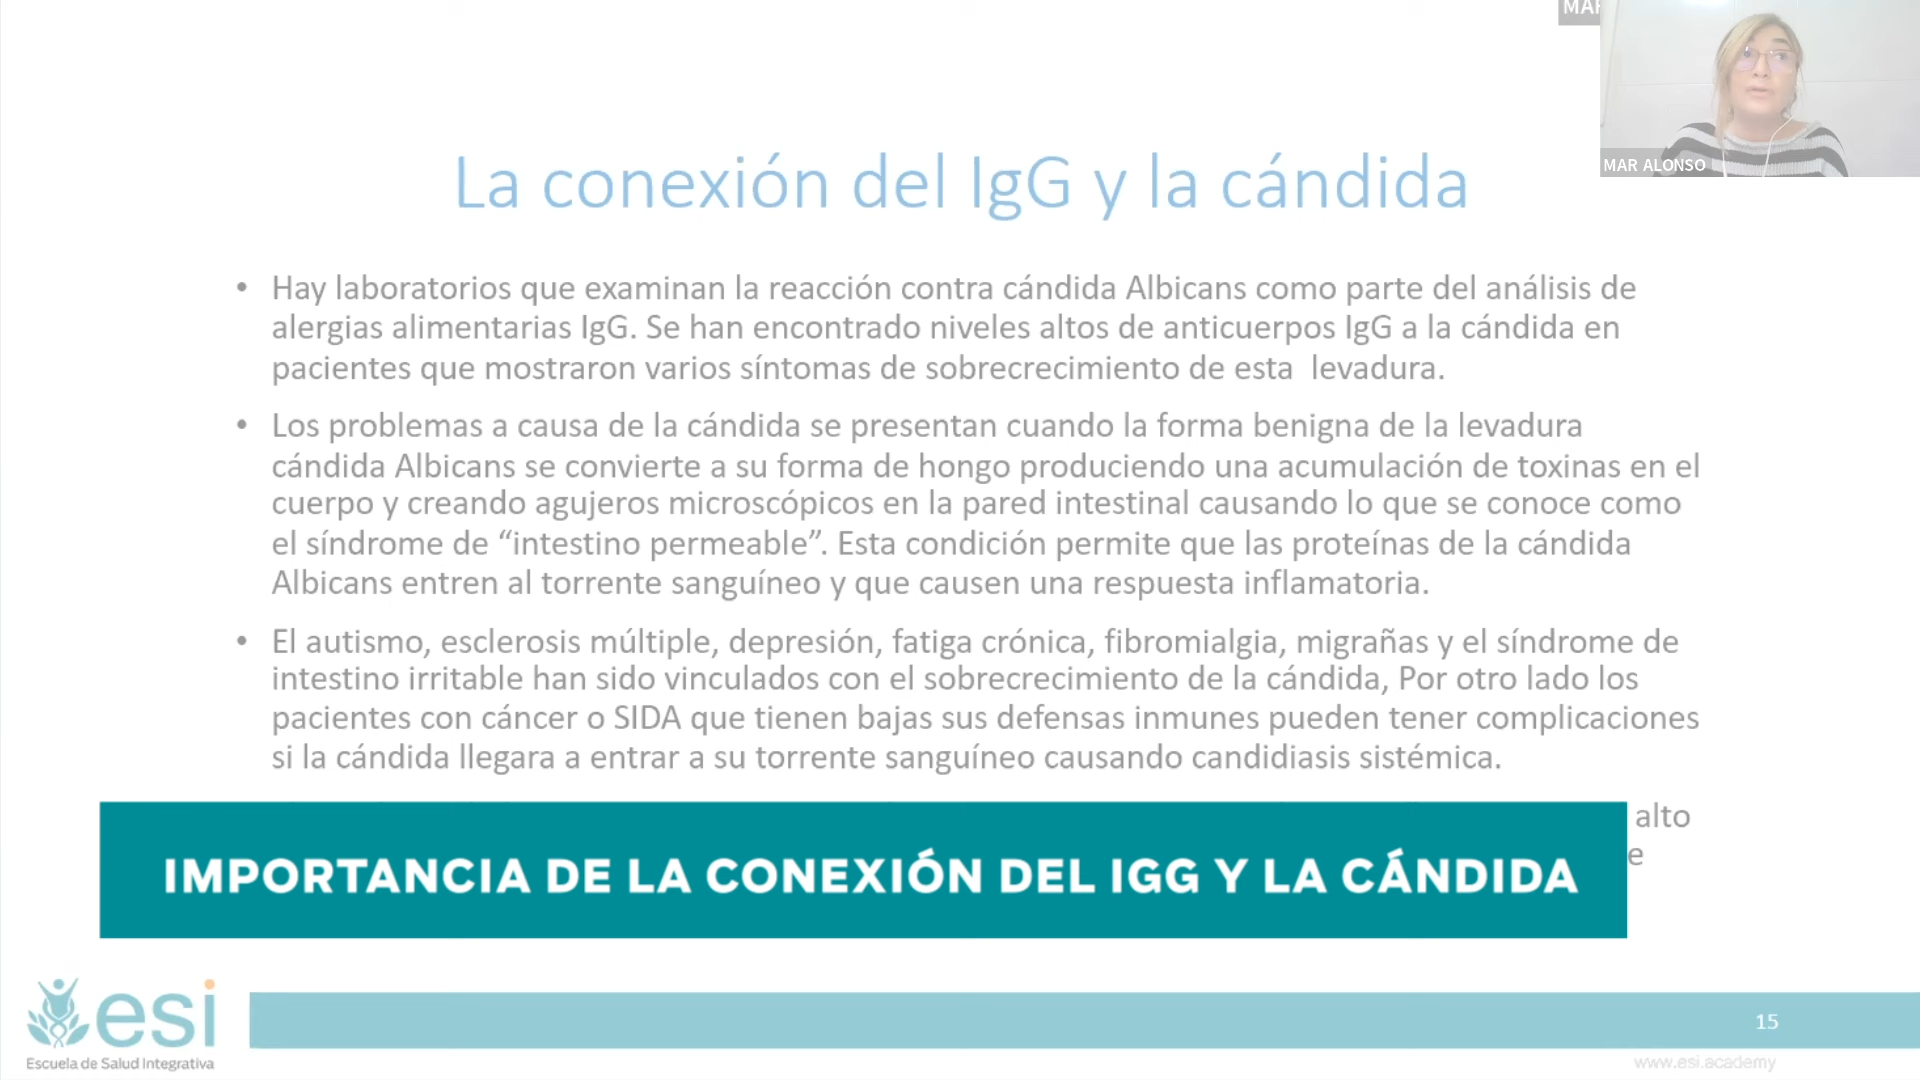 MAR
MAR ALONSO
La conexión del IgG y la cándida
• Hay laboratorios que examinan la reacción contra cándida Albicans como parte del análisis de
alergias alimentarias IgG. Se han encontrado niveles altos de anticuerpos IgG a la cándida en
pacientes que mostraron varios síntomas de sobrecrecimiento de esta levadura.
• Los problemas a causa de la cándida se presentan cuando la forma benigna de la levadura
cándida Albicans se convierte a su forma de hongo produciendo una acumulación de toxinas en el
cuerpo y creando agujeros microscópicos en la pared intestinal causando lo que se conoce como
el síndrome de “intestino permeable”. Esta condición permite que las proteínas de la cándida
Albicans entren al torrente sanguíneo y que causen una respuesta inflamatoria.
• El autismo, esclerosis múltiple, depresión, fatiga crónica, fibromialgia, migrañas y el síndrome de
intestino irritable han sido vinculados con el sobrecrecimiento de la cándida, Por otro lado los
pacientes con cáncer o SIDA que tienen bajas sus defensas inmunes pueden tener complicaciones
si la cándida llegara a entrar a su torrente sanguíneo causando candidiasis sistémica.
alto
e
IMPORTANCIA DE LA CONEXIÓN DEL IGG Y LA CÁNDIDA
esi
Escuela de Salud Integrativa
15
www.esi.academy